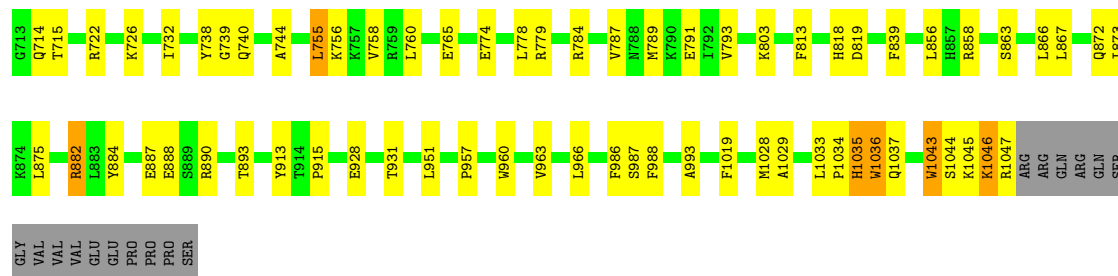 G713 Q714 T715 R722 K726 I732 Y738 G739 Q740 A744 L755 K756 K757 V758 R759 L760 E765 E774 L778 R779 R784 V787 N788 M789 K790 E791 I792 V793 K803 F813 H818 D819 F839 L856 H857 R858 S863 L866 L867 Q872
K874 L875 R882 L883 Y884 E887 E888 S889 R890 T893 Y913 T914 P915 E928 T931 L951 P957 W960 V963 L966 F986 S987 F988 A993 F1019 M1028 A1029 L1033 P1034 H1035 W1036 Q1037 W1043 S1044 K1045 K1046 R1047 ARG ARG GLN ARG GLN SER
GLY VAL VAL VAL GLU GLU PRO PRO PRO SER